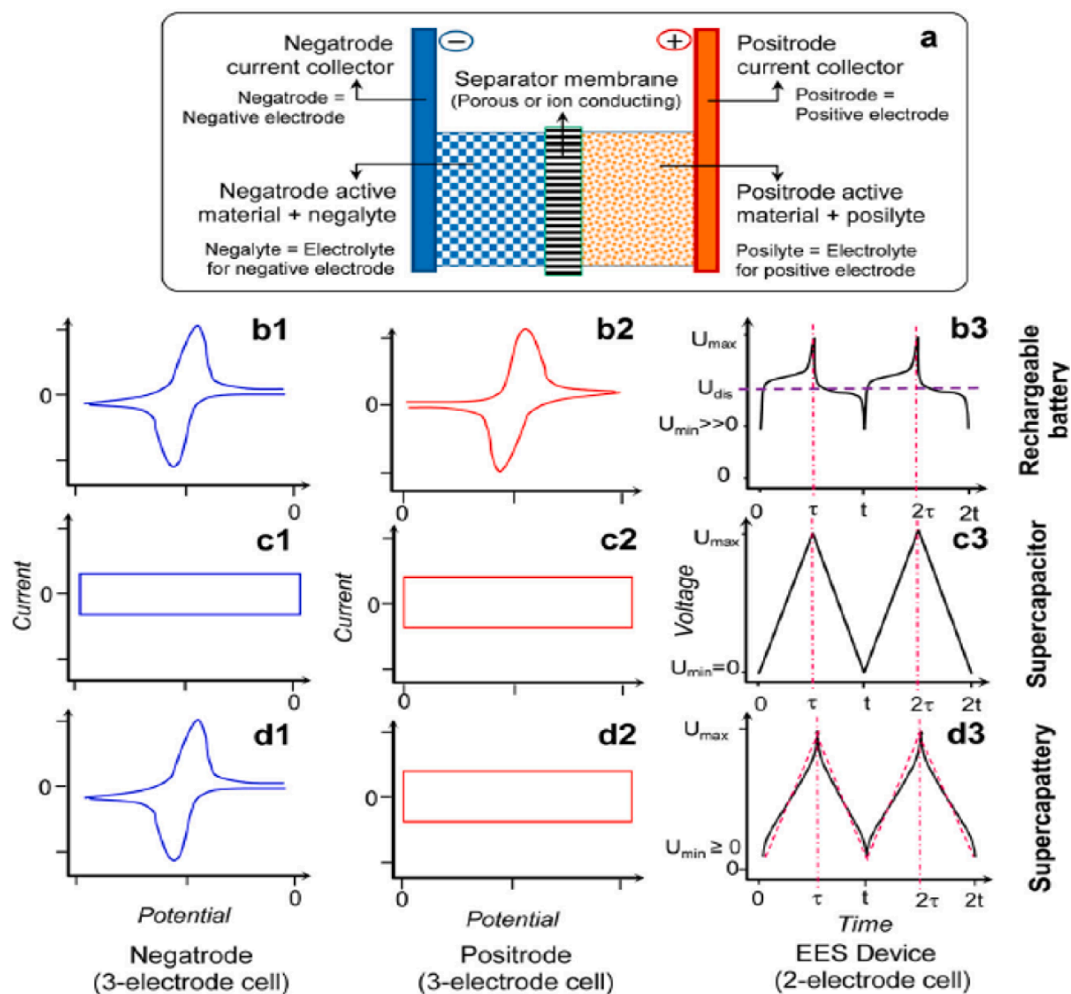 a
Negatrode
current collector
Negatrode =
Negative electrode
−
Separator membrane
(Porous or ion conducting)
+
Positrode
current collector
Positrode =
Positive electrode
Negatrode active
material + negalyte
Negalyte = Electrolyte
for negative electrode
Positrode active
material + posilyte
Posilyte = Electrolyte
for positive electrode
b1
0
0
b2
0
0
b3
Umax
Udis
Umin>>0
0
0 τ t 2τ 2t
Rechargeable
battery
c1
Current
0
0
c2
Current
0
0
c3
Voltage
Umax
Umin=0
0 τ t 2τ 2t
Supercapacitor
d1
0
0
Potential
d2
0
0
Potential
d3
Umax
Umin ≥ 0
0
0 τ t 2τ 2t
Time
Supercapattery
Negatrode
(3-electrode cell)
Positrode
(3-electrode cell)
EES Device
(2-electrode cell)